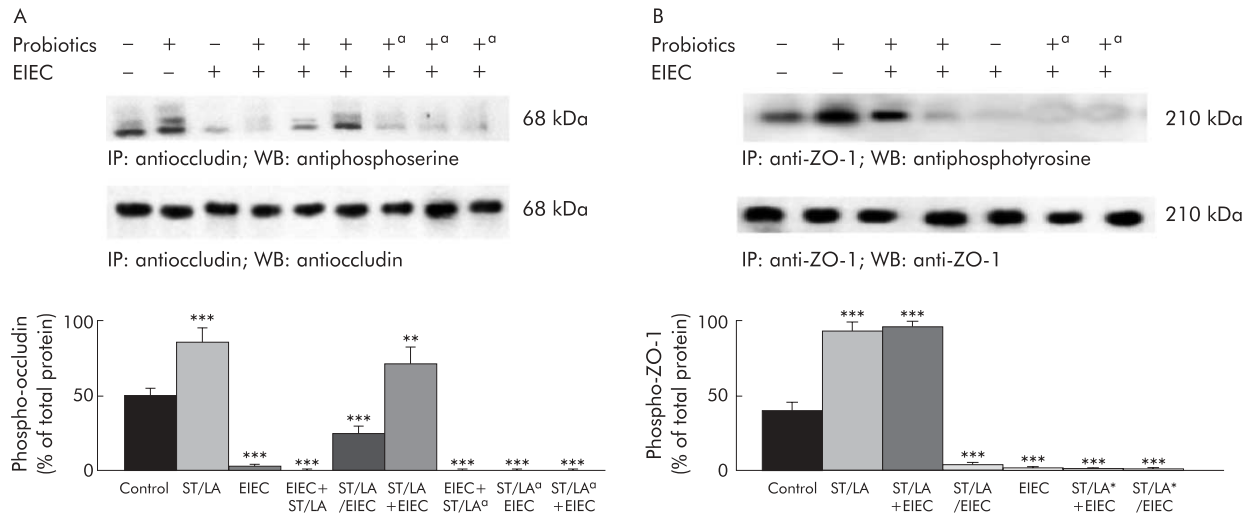 A
Probiotics − + − + + + +ª +ª +ª
EIEC − − + + + + + + +
68 kDa
IP: antioccludin; WB: antiphosphoserine
68 kDa
IP: antioccludin; WB: antioccludin
Phospho-occludin
(% of total protein)
100
50
0
*** *** *** *** ** *** *** ***
Control ST/LA EIEC EIEC+ ST/LA ST/LA EIEC+ ST/LAª ST/LAª
ST/LA /EIEC +EIEC ST/LAª EIEC +EIEC
B
Probiotics − + + + − +ª +ª
EIEC − − + + + + +
210 kDa
IP: anti-ZO-1; WB: antiphosphotyrosine
210 kDa
IP: anti-ZO-1; WB: anti-ZO-1
Phospho-ZO-1
(% of total protein)
100
50
0
*** *** *** *** *** ***
Control ST/LA ST/LA ST/LA EIEC ST/LA* ST/LA*
+EIEC /EIEC +EIEC /EIEC